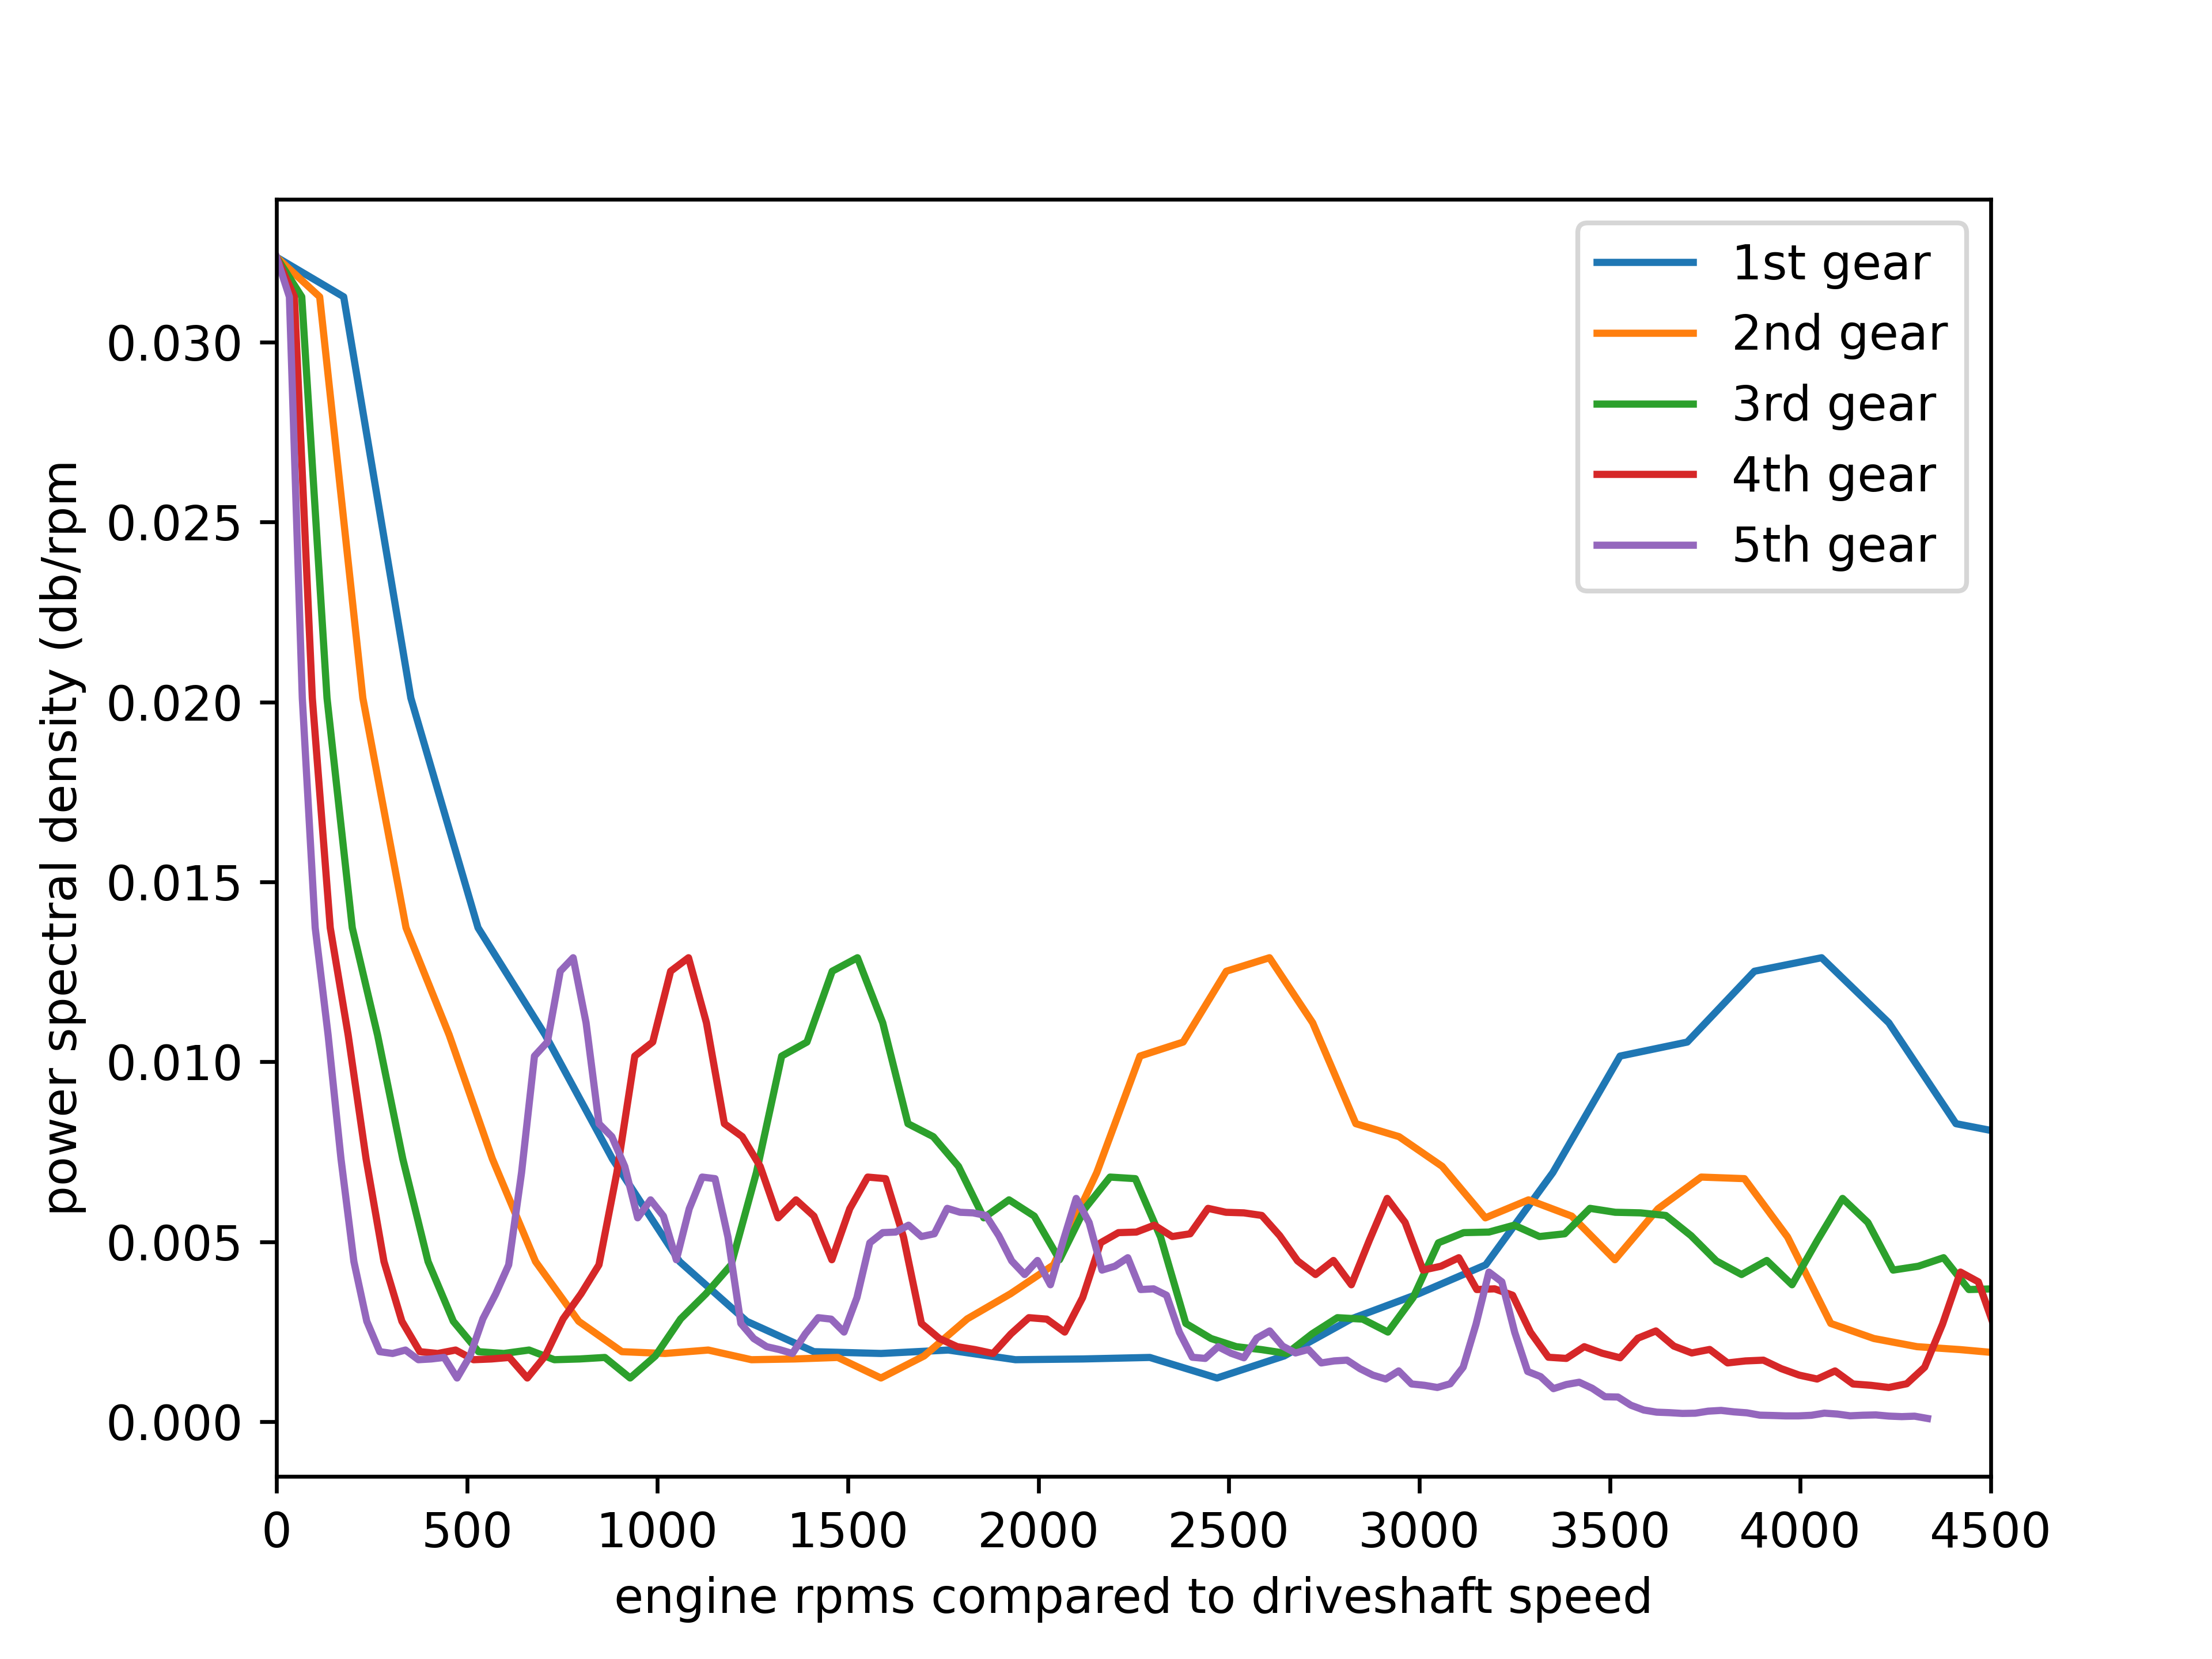 1st gear
2nd gear
3rd gear
4th gear
5th gear
0.030
0.025
0.020
0.015
0.010
0.005
0.000
power spectral density (db/rpm
0 500 1000 1500 2000 2500 3000 3500 4000 4500
engine rpms compared to driveshaft speed